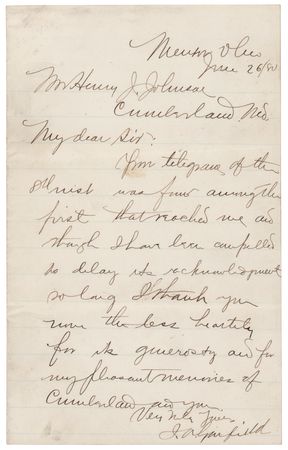 Mentor Ohio
June 26/80
Mr Henry J. Johnson
Cumberland Md.
My dear Sir:
Your telegram of the
8th inst was found among the
first that reached me and
though I have been compelled
to delay its acknowledgment
so long I thank you
none the less heartily
for its generosity and for
my pleasant memories of
Cumberland and you
Very truly yours
J. A. Garfield